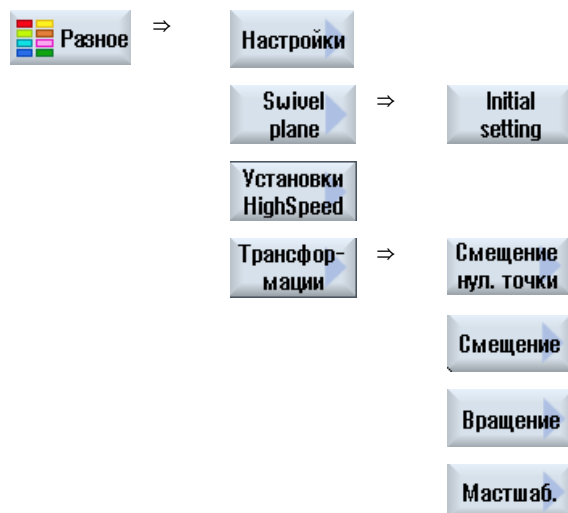 Разное ⇒ Настройки
Swivel
plane ⇒ Initial
setting
Установки
HighSpeed
Трансфор-
мации ⇒ Смещение
нул. точки
Смещение
Вращение
Мастшаб.